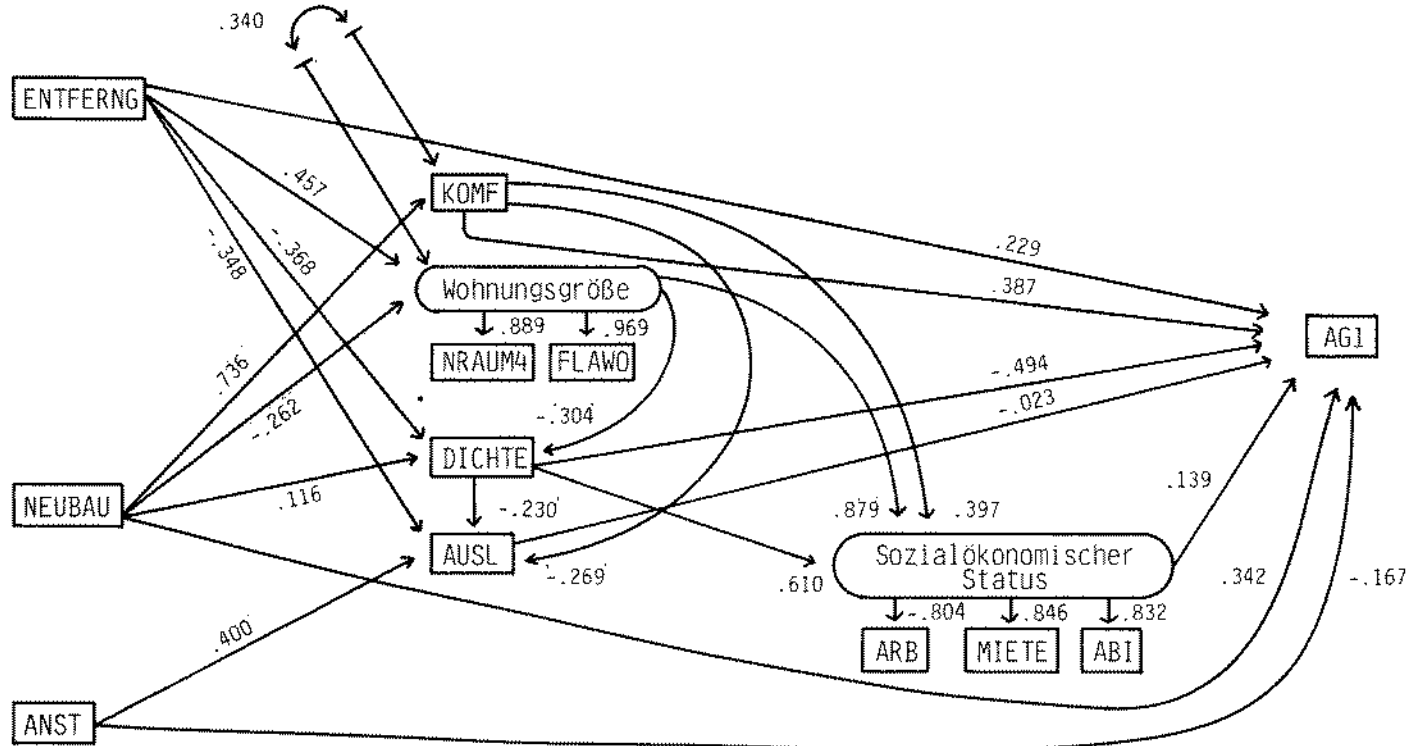 .340
ENTFERNG
.457
-.368
-.348
KOMF
.229
.387
Wohnungsgröße
.889
.969
NRAUM4
FLAWO
AGI
.736
-.262
-.304
-.494
-.023
DICHTE
.116
NEUBAU
-.230
.139
.879
.397
AUSL
-.269
.610
Sozialökonomischer
Status
.342
-.167
-.804
.846
.832
ARB
MIETE
ABI
.400
ANST